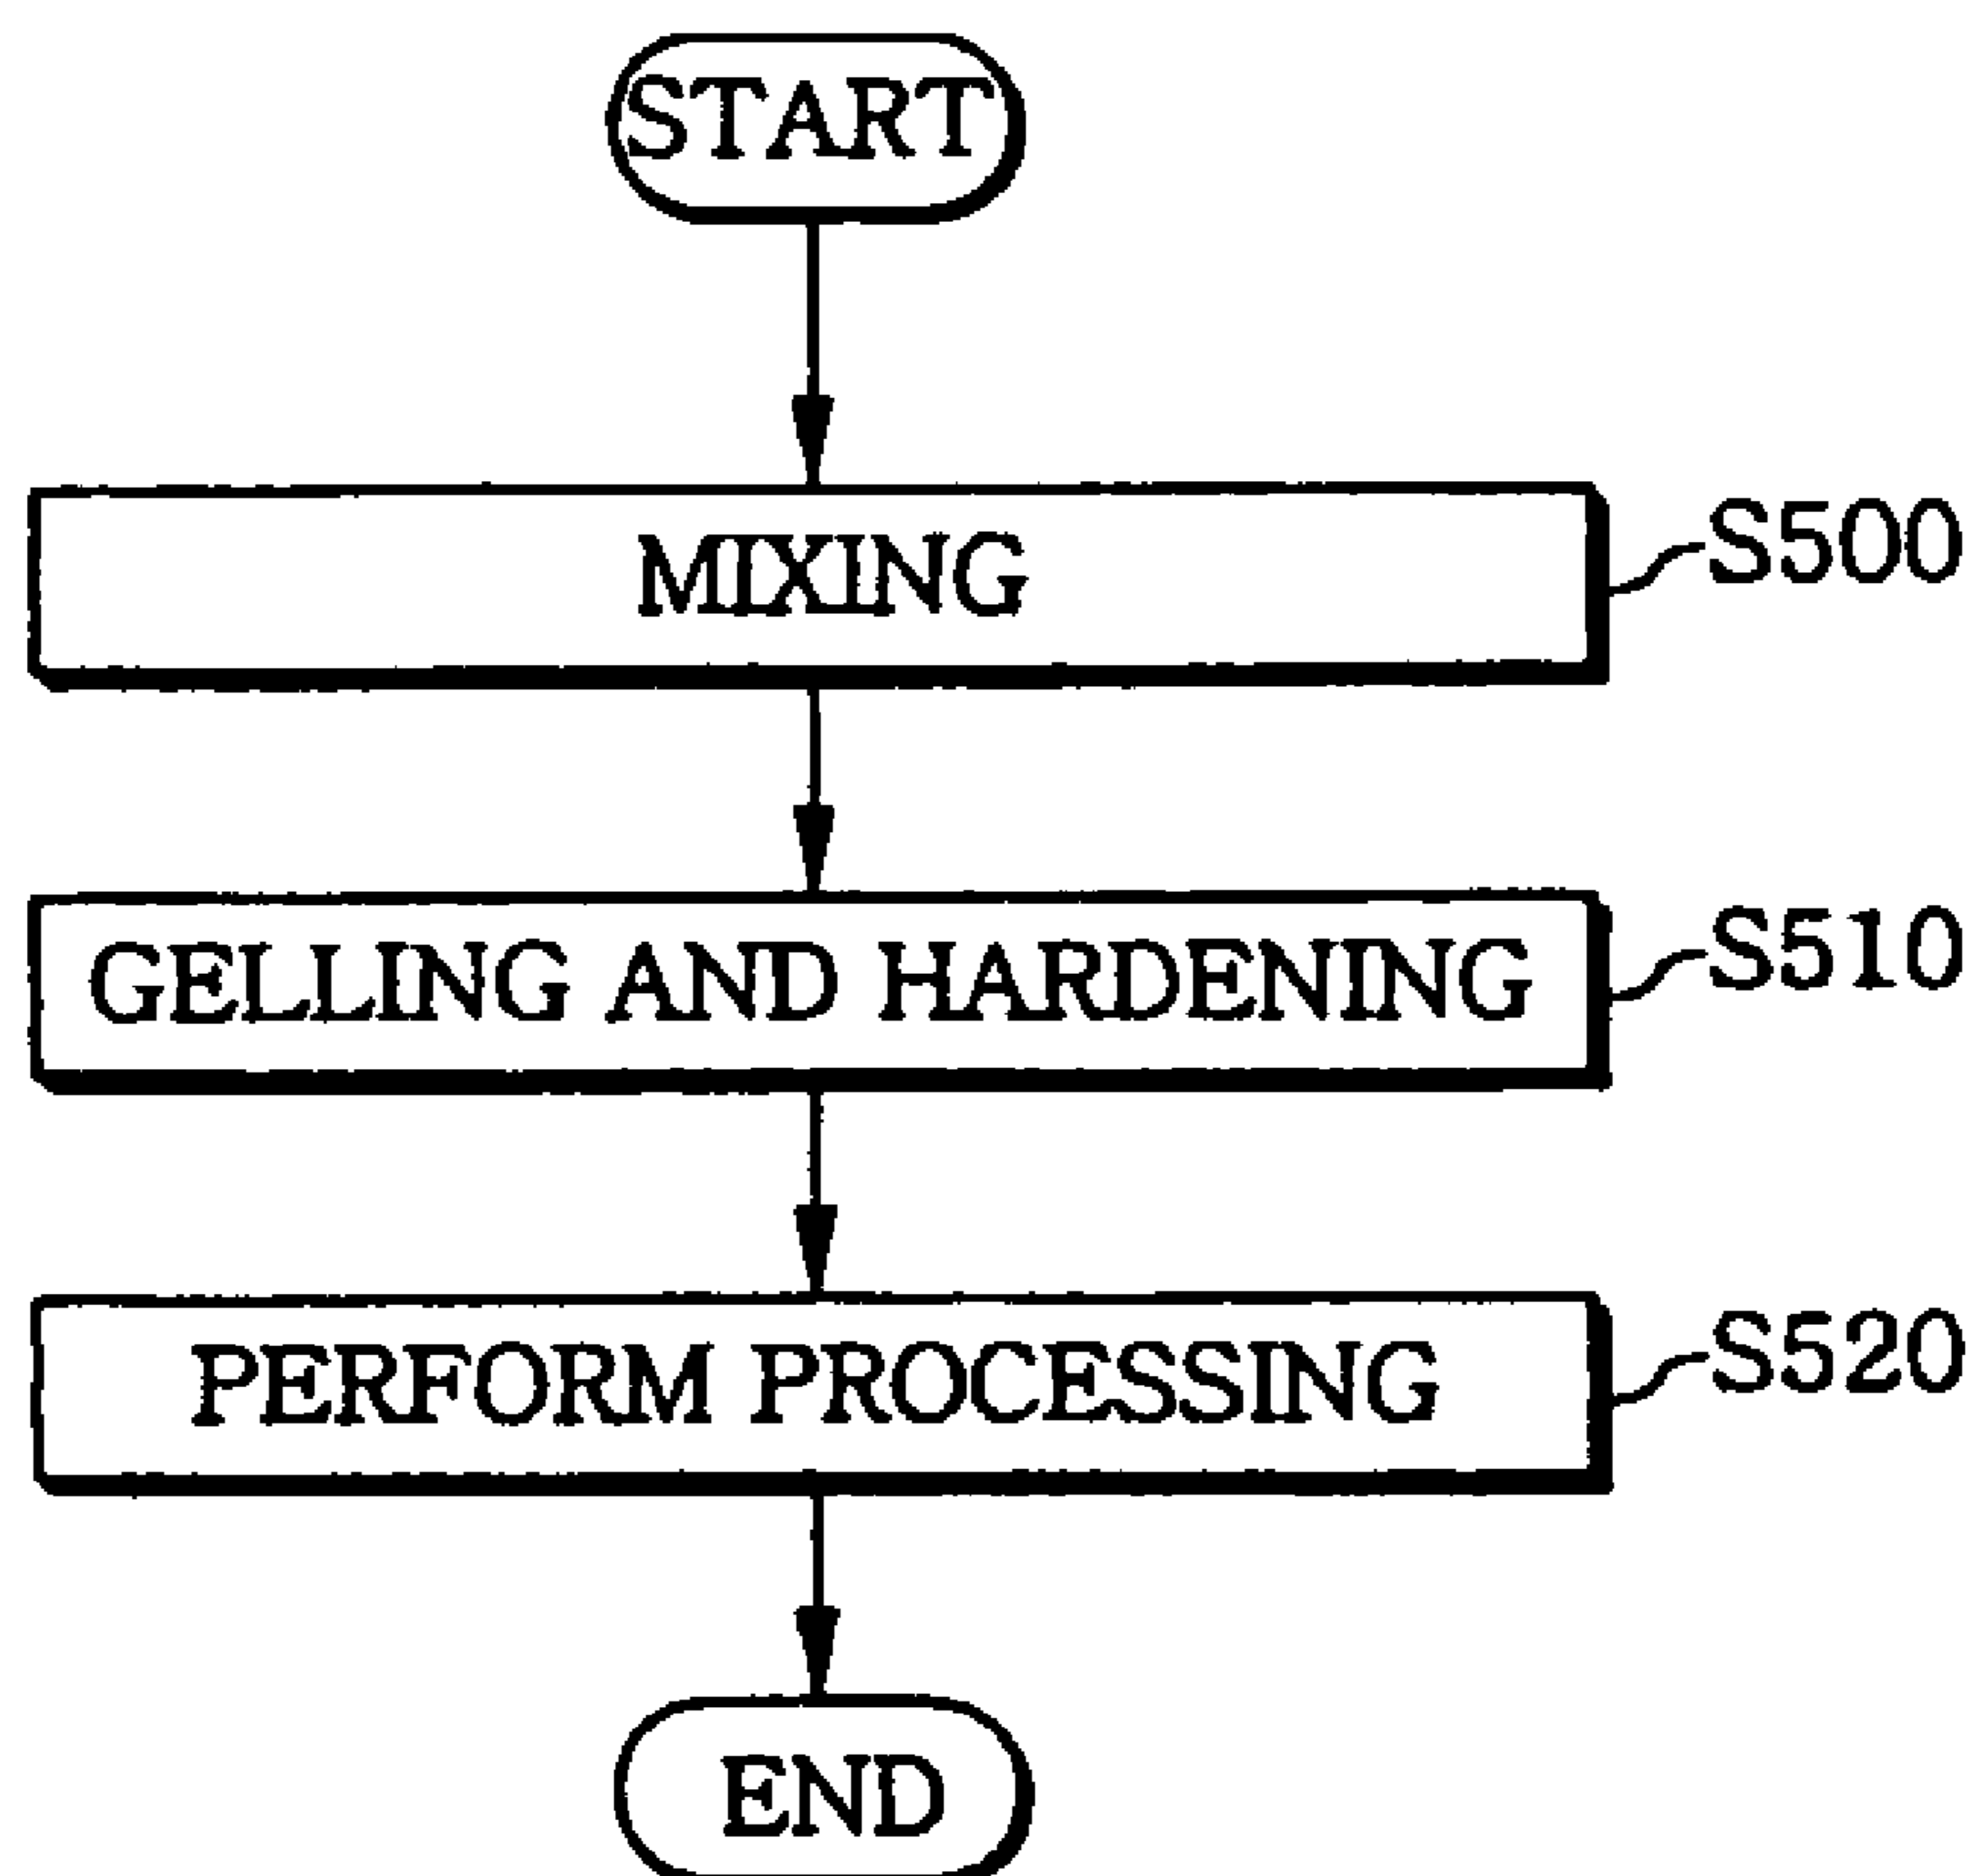 START
MIXING
S500
GELLING AND HARDENING
S510
PERFORM PROCESSING
S520
END